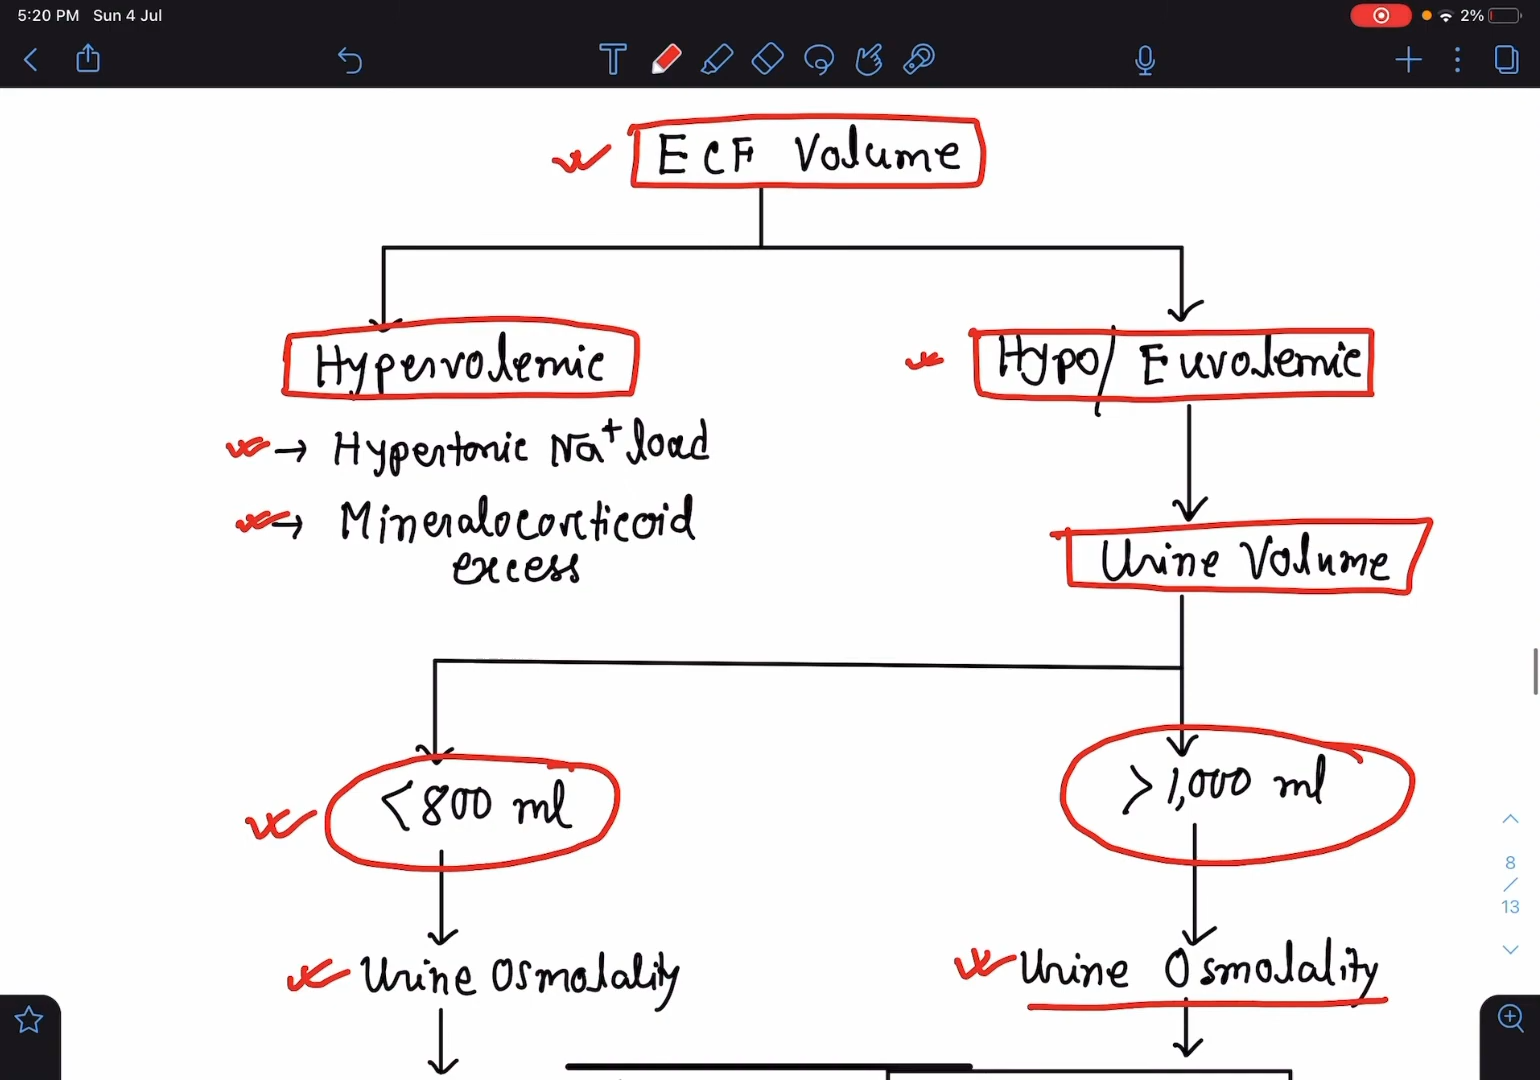 5:20 PM Sun 4 Jul
2%
T
ECF Volume
Hypervolemic
Hypo/ Euvolemic
→ Hypertonic Na⁺ load
→ Mineralocorticoid
excess
Urine Volume
<800 ml
>1,000 ml
Urine Osmolality
Urine Osmolality
8
/
13